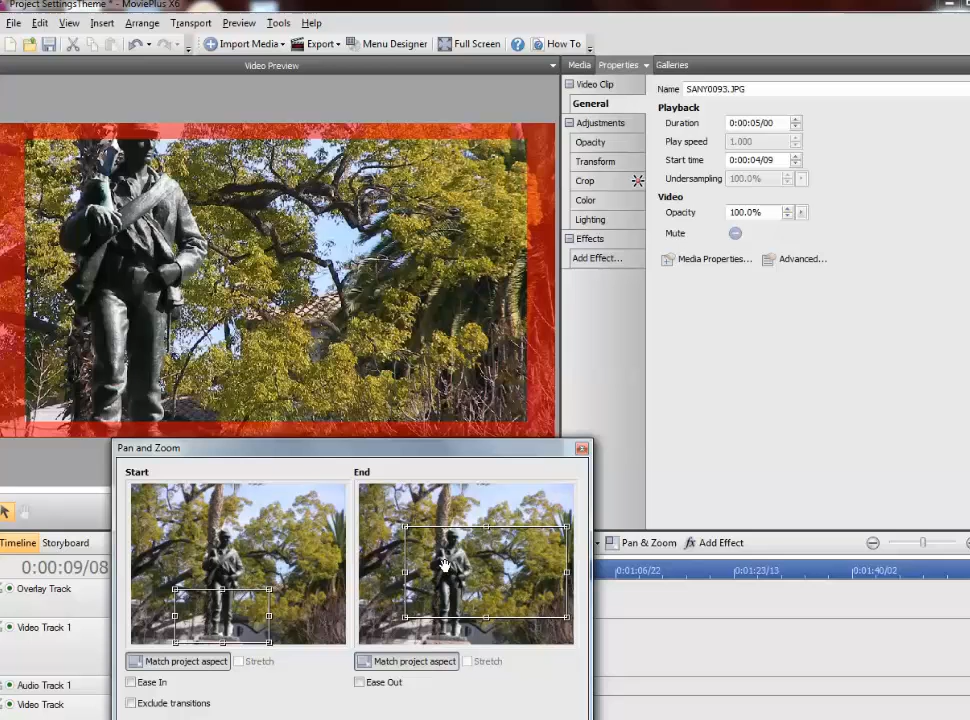 Project SettingsTheme * - MoviePlus X6
File Edit View Insert Arrange Transport Preview Tools Help
Import Media Export Menu Designer Full Screen ? How To
Video Preview
Media Properties Galleries
Video Clip
Name SANY0093.JPG
General
Playback
Adjustments
Duration 0:00:05/00
Opacity
Play speed 1.000
Transform
Start time 0:00:04/09
Crop
Undersampling 100.0%
Color
Video
Lighting
Opacity 100.0%
Effects
Mute
Add Effect...
Media Properties... Advanced...
Pan and Zoom
Start End
Timeline Storyboard
Pan & Zoom fx Add Effect
0:00:09/08
0:01:06/22 0:01:23/13 0:01:40/02
Overlay Track
Video Track 1
Match project aspect Stretch Match project aspect Stretch
Ease In Ease Out
Audio Track 1
Exclude transitions
Video Track